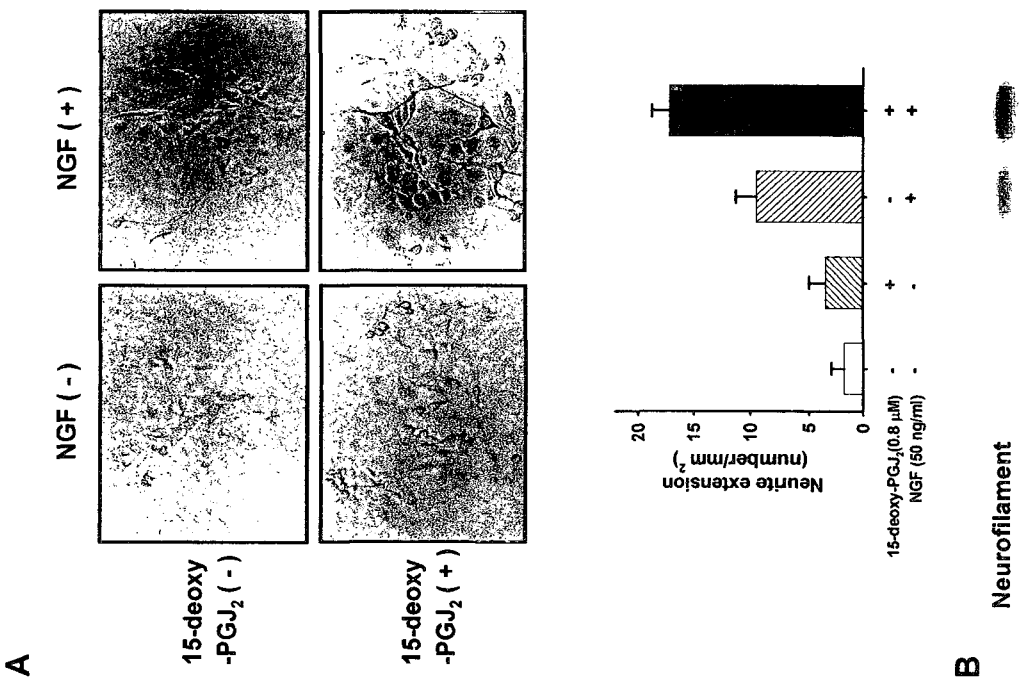 A
NGF ( - )
NGF ( + )
15-deoxy
-PGJ₂ ( - )
15-deoxy
-PGJ₂ ( + )
Neurite extension
(number/mm²)
20
15
10
5
0
15-deoxy-PGJ₂(0.8 μM) - + - +
NGF (50 ng/ml) - - + +
B
Neurofilament